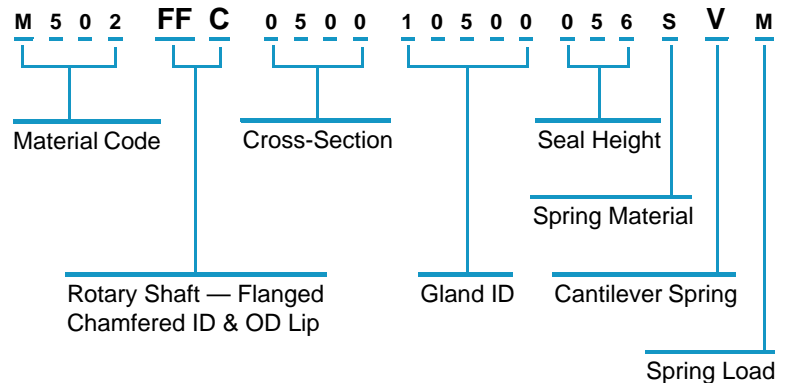 M 5 0 2 FF C 0 5 0 0 1 0 5 0 0 0 5 6 S V M
Material Code
Cross-Section
Seal Height
Spring Material
Rotary Shaft — Flanged
Chamfered ID & OD Lip
Gland ID
Cantilever Spring
Spring Load